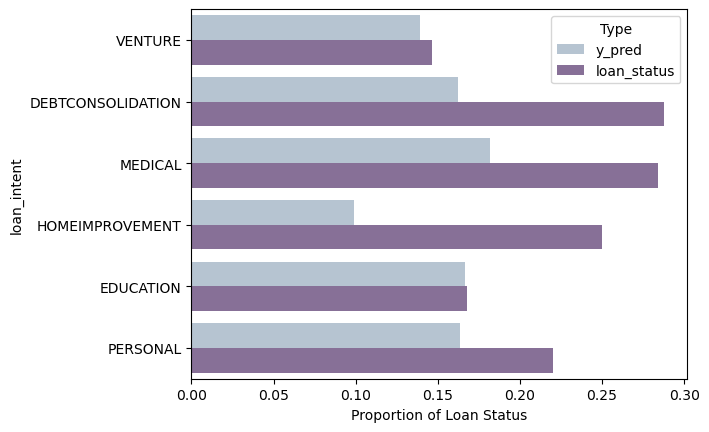 Type
y_pred
loan_status
VENTURE
DEBTCONSOLIDATION
MEDICAL
HOMEIMPROVEMENT
EDUCATION
PERSONAL
loan_intent
0.00 0.05 0.10 0.15 0.20 0.25 0.30
Proportion of Loan Status